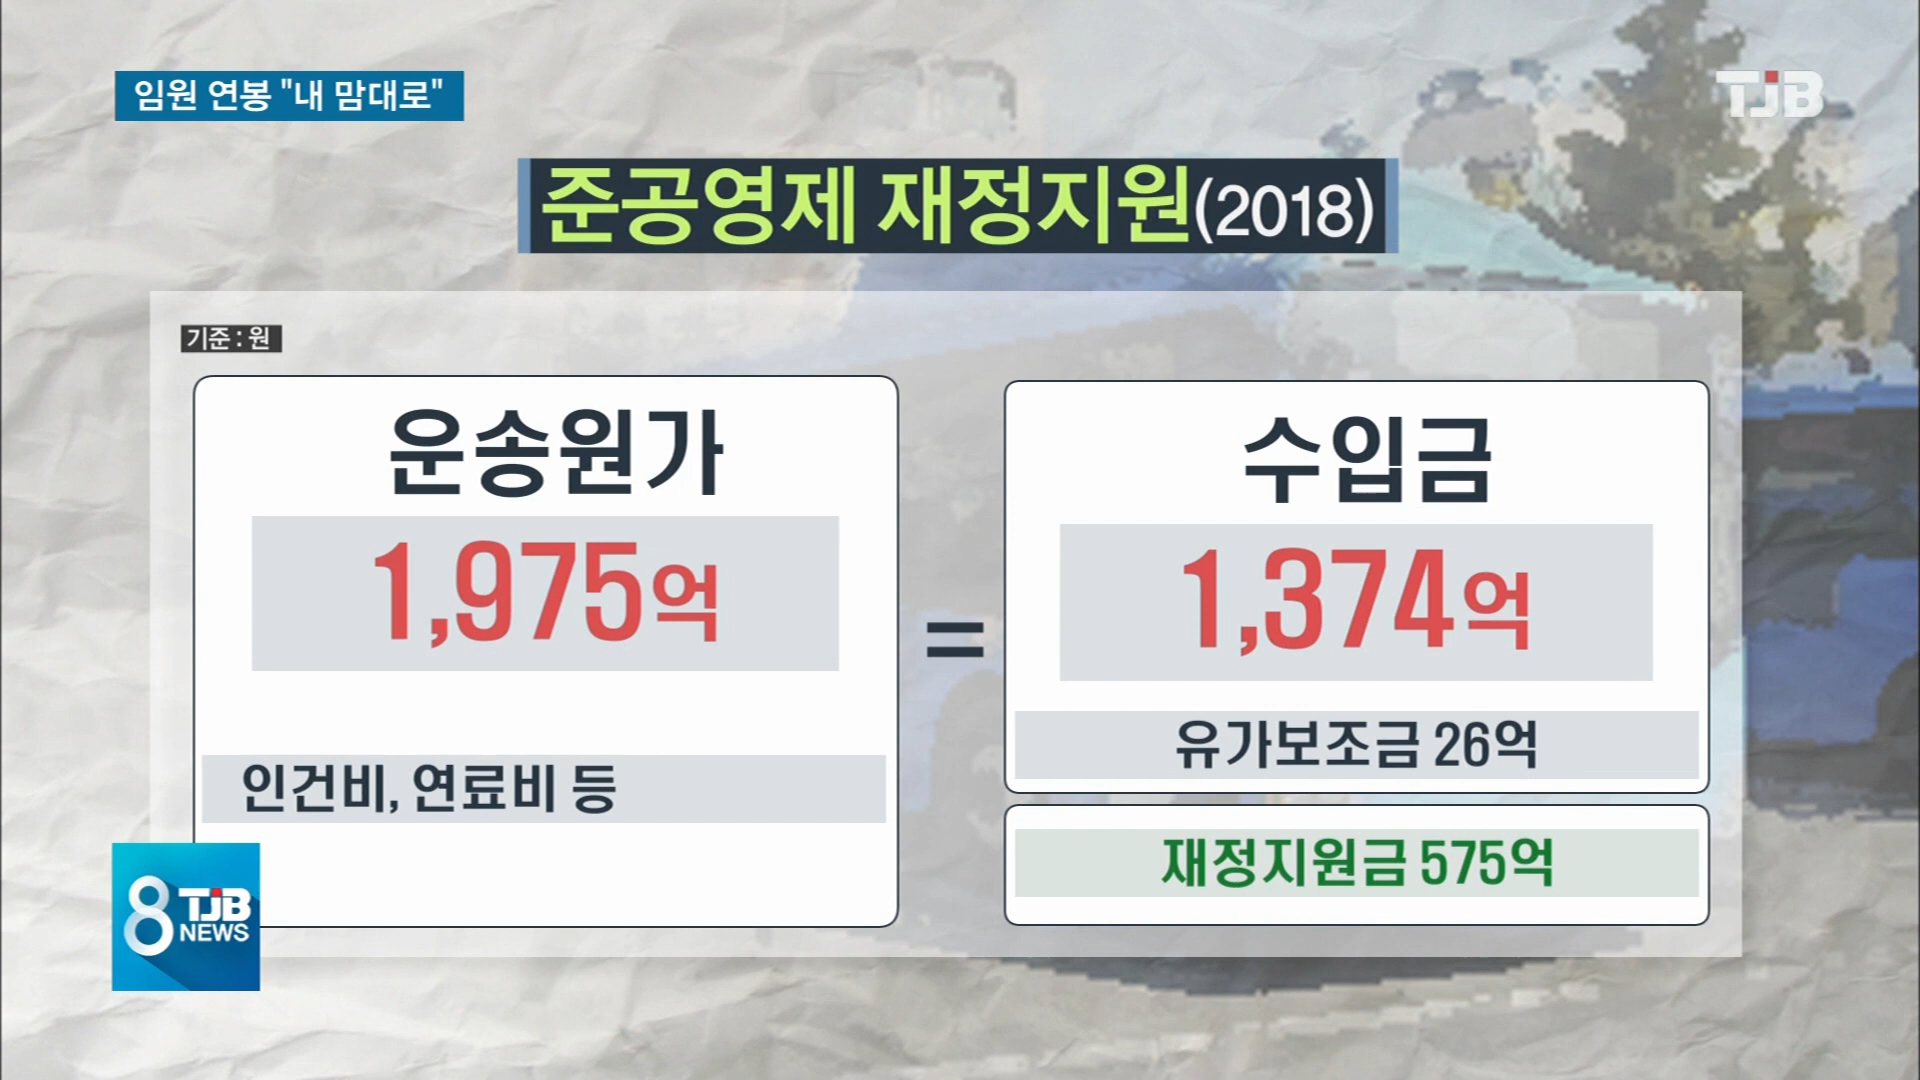 임원 연봉 "내 맘대로"
TJB
준공영제 재정지원(2018)
기준 : 원
운송원가
1,975억
인건비, 연료비 등
=
수입금
1,374억
유가보조금 26억
재정지원금 575억
8 TJB
NEWS